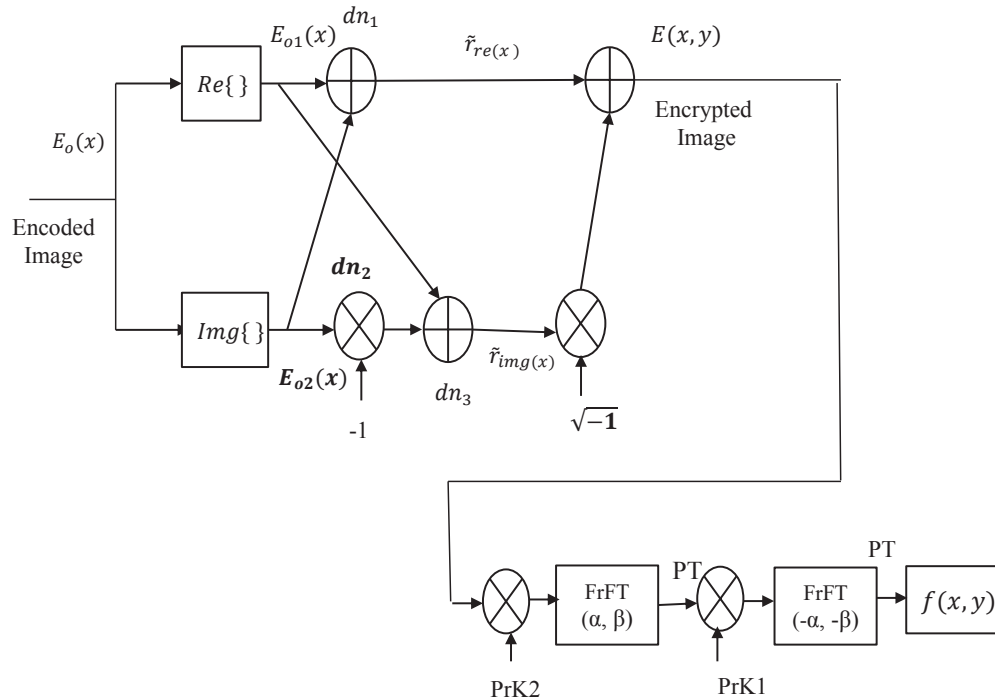 dn₁
E_{o1}(x)
r̃_{re(x)}
E(x, y)
Re{ }
Encrypted
Image
E_o(x)
Encoded
Image
dn₂
Img{ }
r̃_{img(x)}
E_{o2}(x)
dn₃
-1
√-1
PT
PT
FrFT
(α, β)
FrFT
(-α, -β)
f(x, y)
PrK2
PrK1